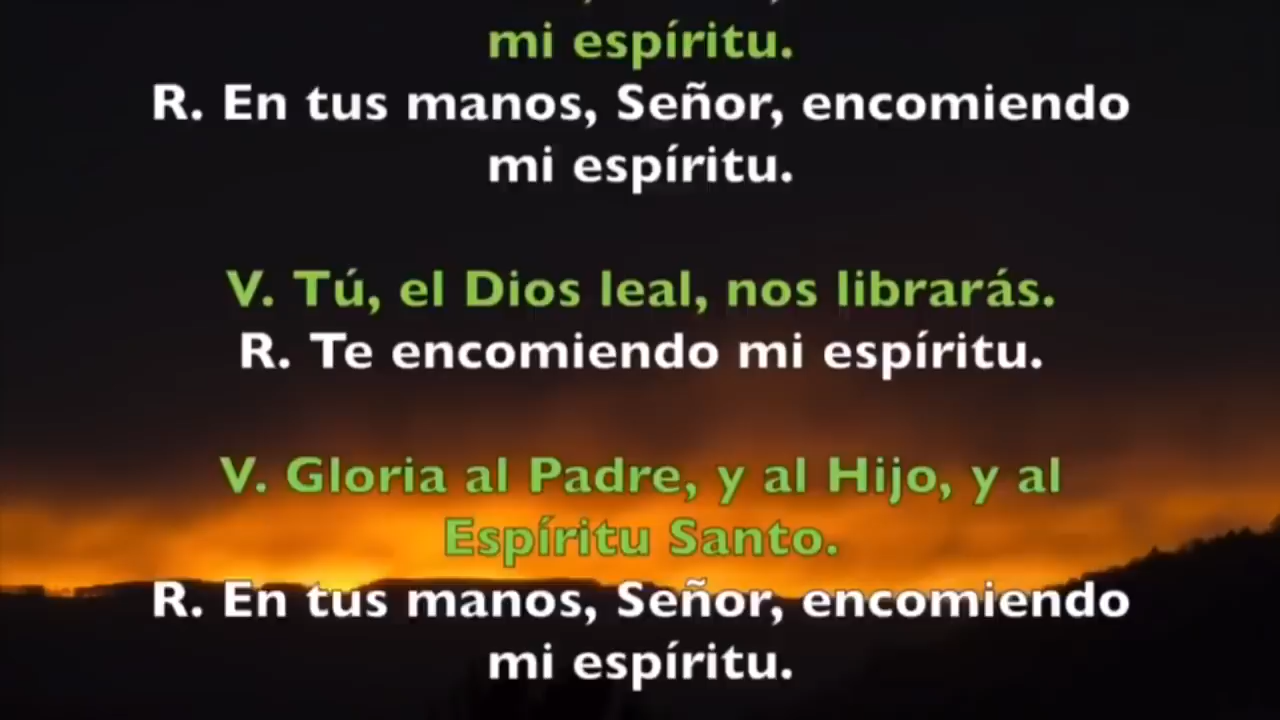 mi espíritu.
R. En tus manos, Señor, encomiendo
mi espíritu.
V. Tú, el Dios leal, nos librarás.
R. Te encomiendo mi espíritu.
V. Gloria al Padre, y al Hijo, y al
Espíritu Santo.
R. En tus manos, Señor, encomiendo
mi espíritu.